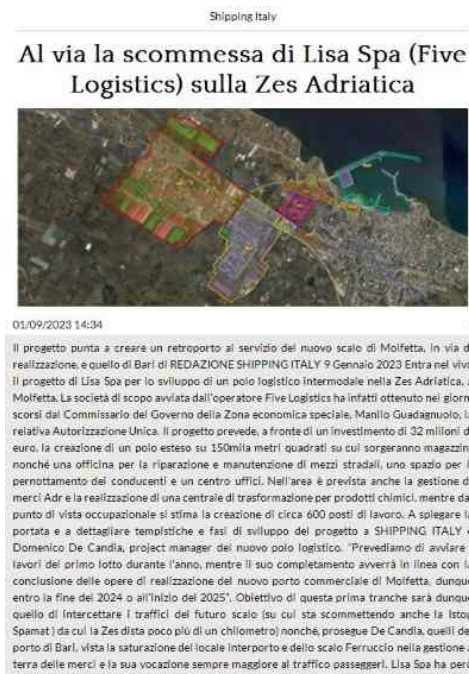 Shipping Italy
Al via la scommessa di Lisa Spa (Five
Logistics) sulla Zes Adriatica
01/09/2023 14:34
Il progetto punta a creare un retroporto al servizio del nuovo scalo di Molfetta, in via d
realizzazione, e quello di Bari di REDAZIONE SHIPPING ITALY 9 Gennaio 2023 Entra nel vivo
il progetto di Lisa Spa per lo sviluppo di un polo logistico intermodale nella Zes Adriatica, a
Molfetta. La società di scopo avviata dall'operatore Five Logistics ha infatti ottenuto nei giorn
scorsi dal Commissario del Governo della Zona economica speciale, Manlio Guadagnuolo, la
relativa Autorizzazione Unica. Il progetto prevede, a fronte di un investimento di 32 milioni d
euro, la creazione di un polo esteso su 150mila metri quadrati su cui sorgeranno magazzin
nonché una officina per la riparazione e manutenzione di mezzi stradali, uno spazio per i
pernottamento dei conducenti e un centro uffici. Nell'area è prevista anche la gestione d
merci Adr e la realizzazione di una centrale di trasformazione per prodotti chimici, mentre da
punto di vista occupazionale si stima la creazione di circa 600 posti di lavoro. A spiegare la
portata e a dettagliare tempistiche e fasi di sviluppo del progetto a SHIPPING ITALY è
Domenico De Candia, project manager del nuovo polo logistico. "Prevediamo di avviare i
lavori del primo lotto durante l'anno, mentre il suo completamento avverrà in linea con la
conclusione delle opere di realizzazione del nuovo porto commerciale di Molfetta, dunque
entro la fine del 2024 o all'inizio del 2025". Obiettivo di questa prima tranche sarà dunque
quello di intercettare i traffici del futuro scalo (su cui sta scommettendo anche la Istop
Spamat ) da cui la Zes dista poco più di un chilometro) nonché, prosegue De Candia, quelli de
porto di Bari, vista la saturazione del locale interporto e dello scalo Ferruccio nella gestione a
terra delle merci e la sua vocazione sempre maggiore al traffico passeggeri. Lisa Spa ha però